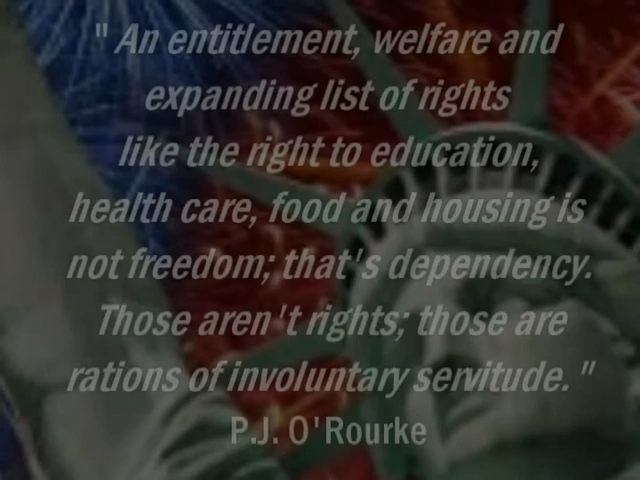 " An entitlement, welfare and
expanding list of rights
like the right to education,
health care, food and housing is
not freedom; that's dependency.
Those aren't rights; those are
rations of involuntary servitude. "
P.J. O'Rourke